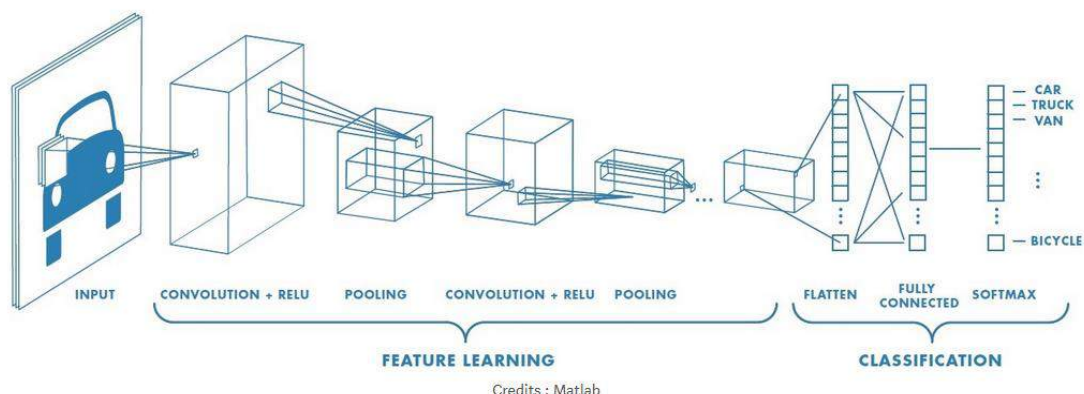 CAR
TRUCK
VAN
BICYCLE
INPUT
CONVOLUTION + RELU
POOLING
CONVOLUTION + RELU
POOLING
FLATTEN
FULLY
CONNECTED
SOFTMAX
FEATURE LEARNING
CLASSIFICATION
Credits : Matlab